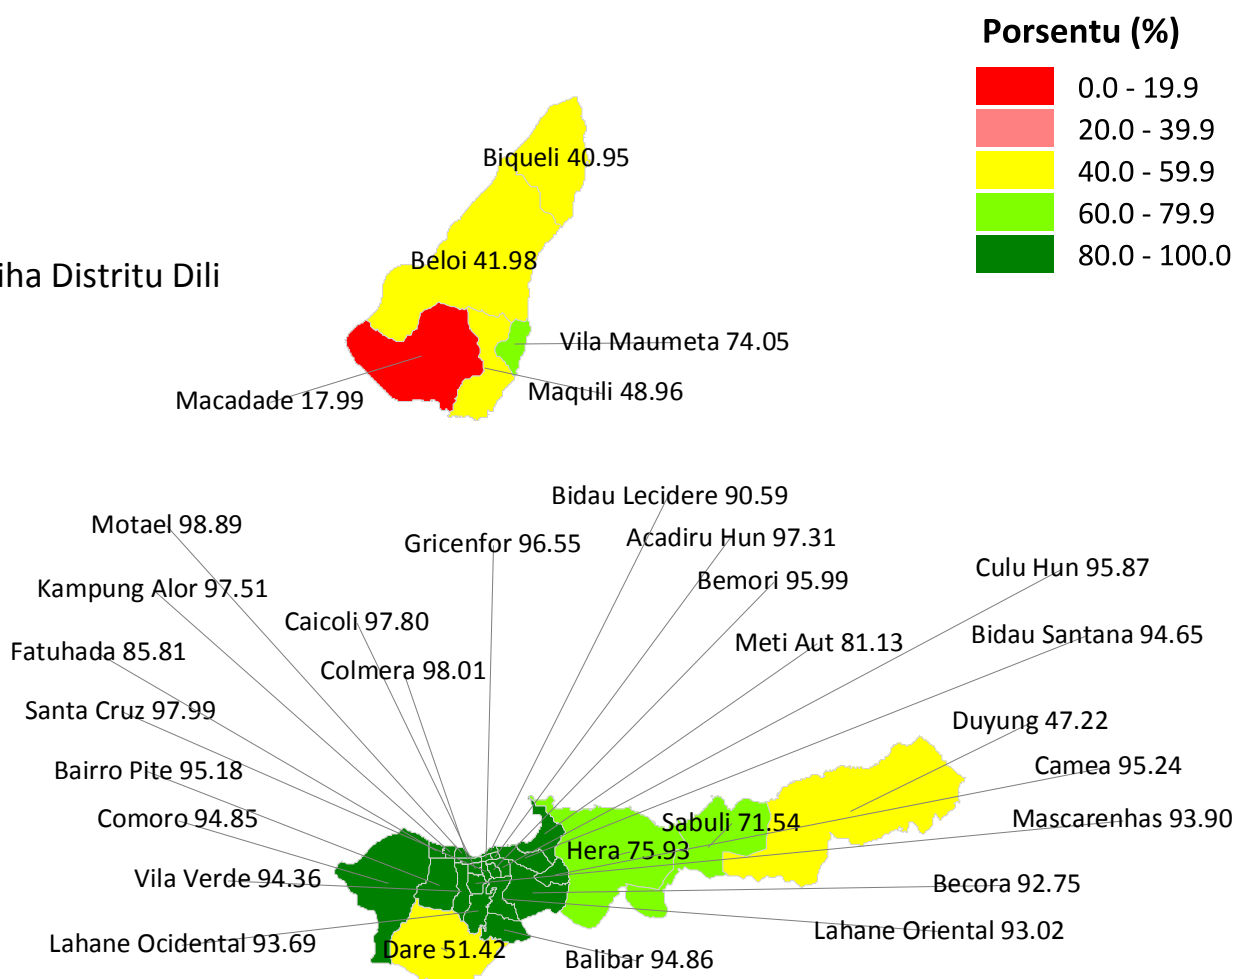 Porsentu (%)
0.0 - 19.9
20.0 - 39.9
40.0 - 59.9
60.0 - 79.9
80.0 - 100.0
iha Distritu Dili
Biqueli 40.95
Beloi 41.98
Vila Maumeta 74.05
Maquili 48.96
Macadade 17.99
Bidau Lecidere 90.59
Motael 98.89
Gricenfor 96.55
Acadiru Hun 97.31
Culu Hun 95.87
Bemori 95.99
Kampung Alor 97.51
Caicoli 97.80
Bidau Santana 94.65
Meti Aut 81.13
Fatuhada 85.81
Colmera 98.01
Santa Cruz 97.99
Duyung 47.22
Camea 95.24
Bairro Pite 95.18
Comoro 94.85
Mascarenhas 93.90
Sabuli 71.54
Hera 75.93
Vila Verde 94.36
Becora 92.75
Lahane Oriental 93.02
Lahane Ocidental 93.69
Dare 51.42
Balibar 94.86